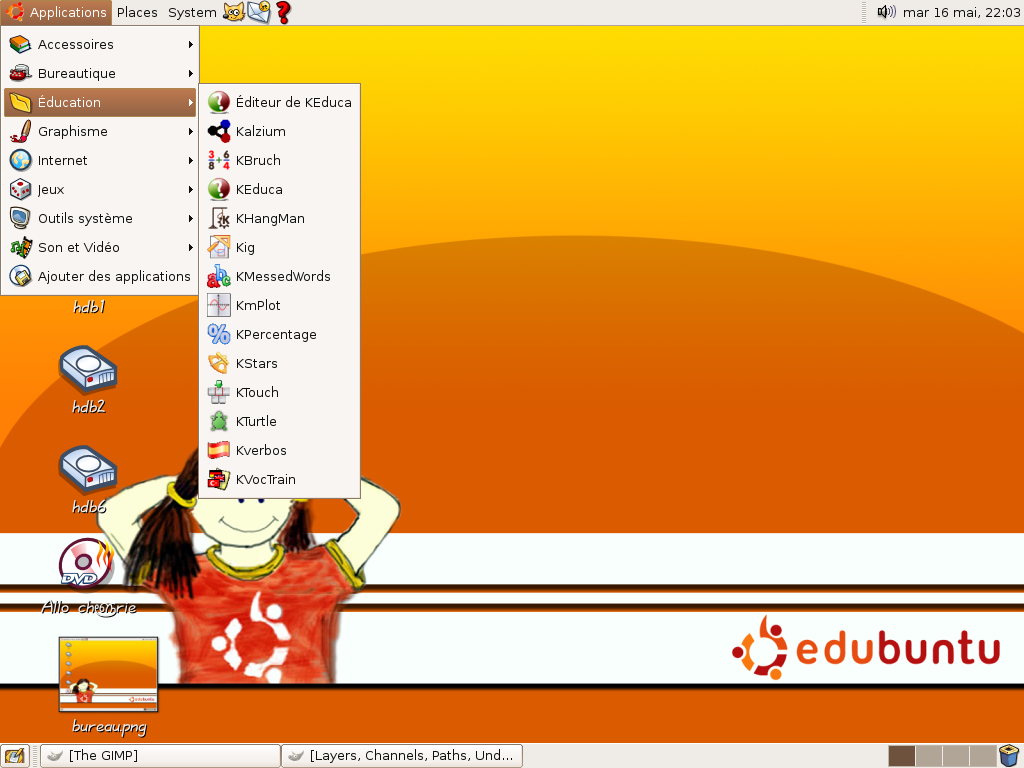 Applications Places System mar 16 mai, 22:03
Accessoires
Bureautique
Éducation
Graphisme
Internet
Jeux
Outils système
Son et Vidéo
Ajouter des applications
Éditeur de KEduca
Kalzium
KBruch
KEduca
KHangMan
Kig
KMessedWords
KmPlot
KPercentage
KStars
KTouch
KTurtle
Kverbos
KVocTrain
hdb1
hdb2
hdb6
DVD
Allo
bureau.png
edubuntu
[The GIMP] [Layers, Channels, Paths, Und...